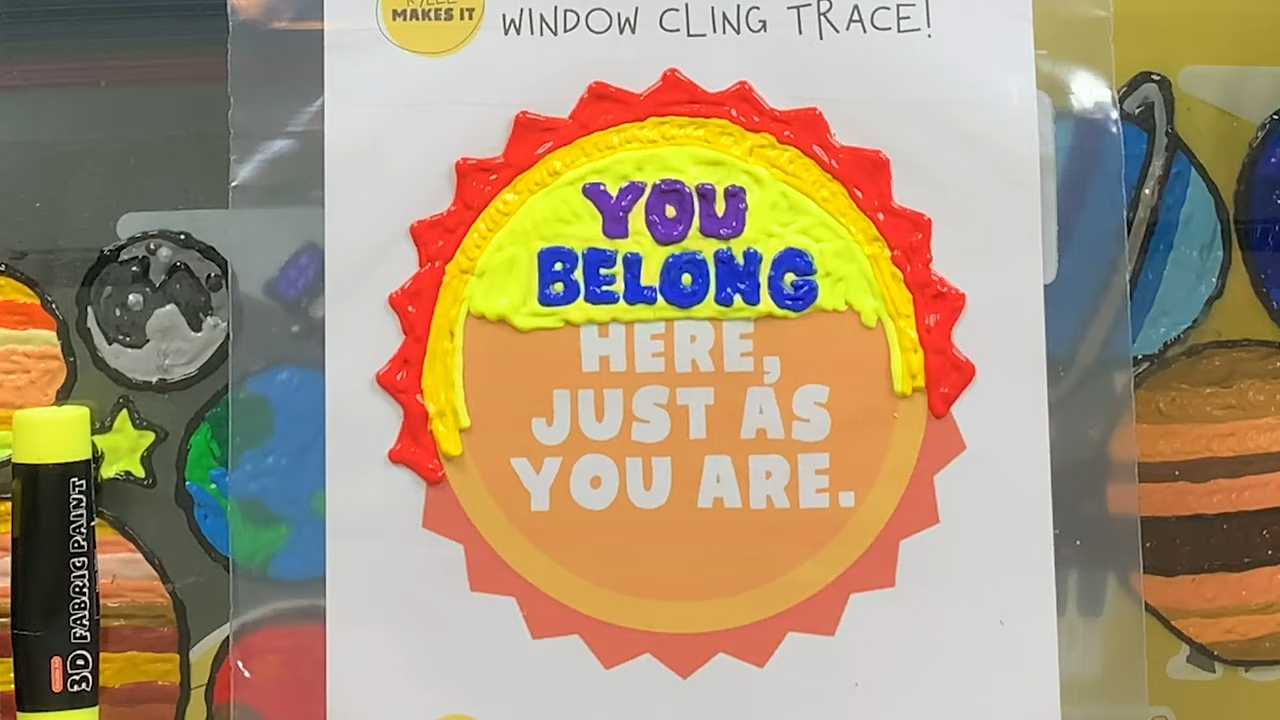 MAKES IT
WINDOW CLING TRACE!
YOU
BELONG
HERE,
JUST AS
YOU ARE.
3D FABRIC PAINT